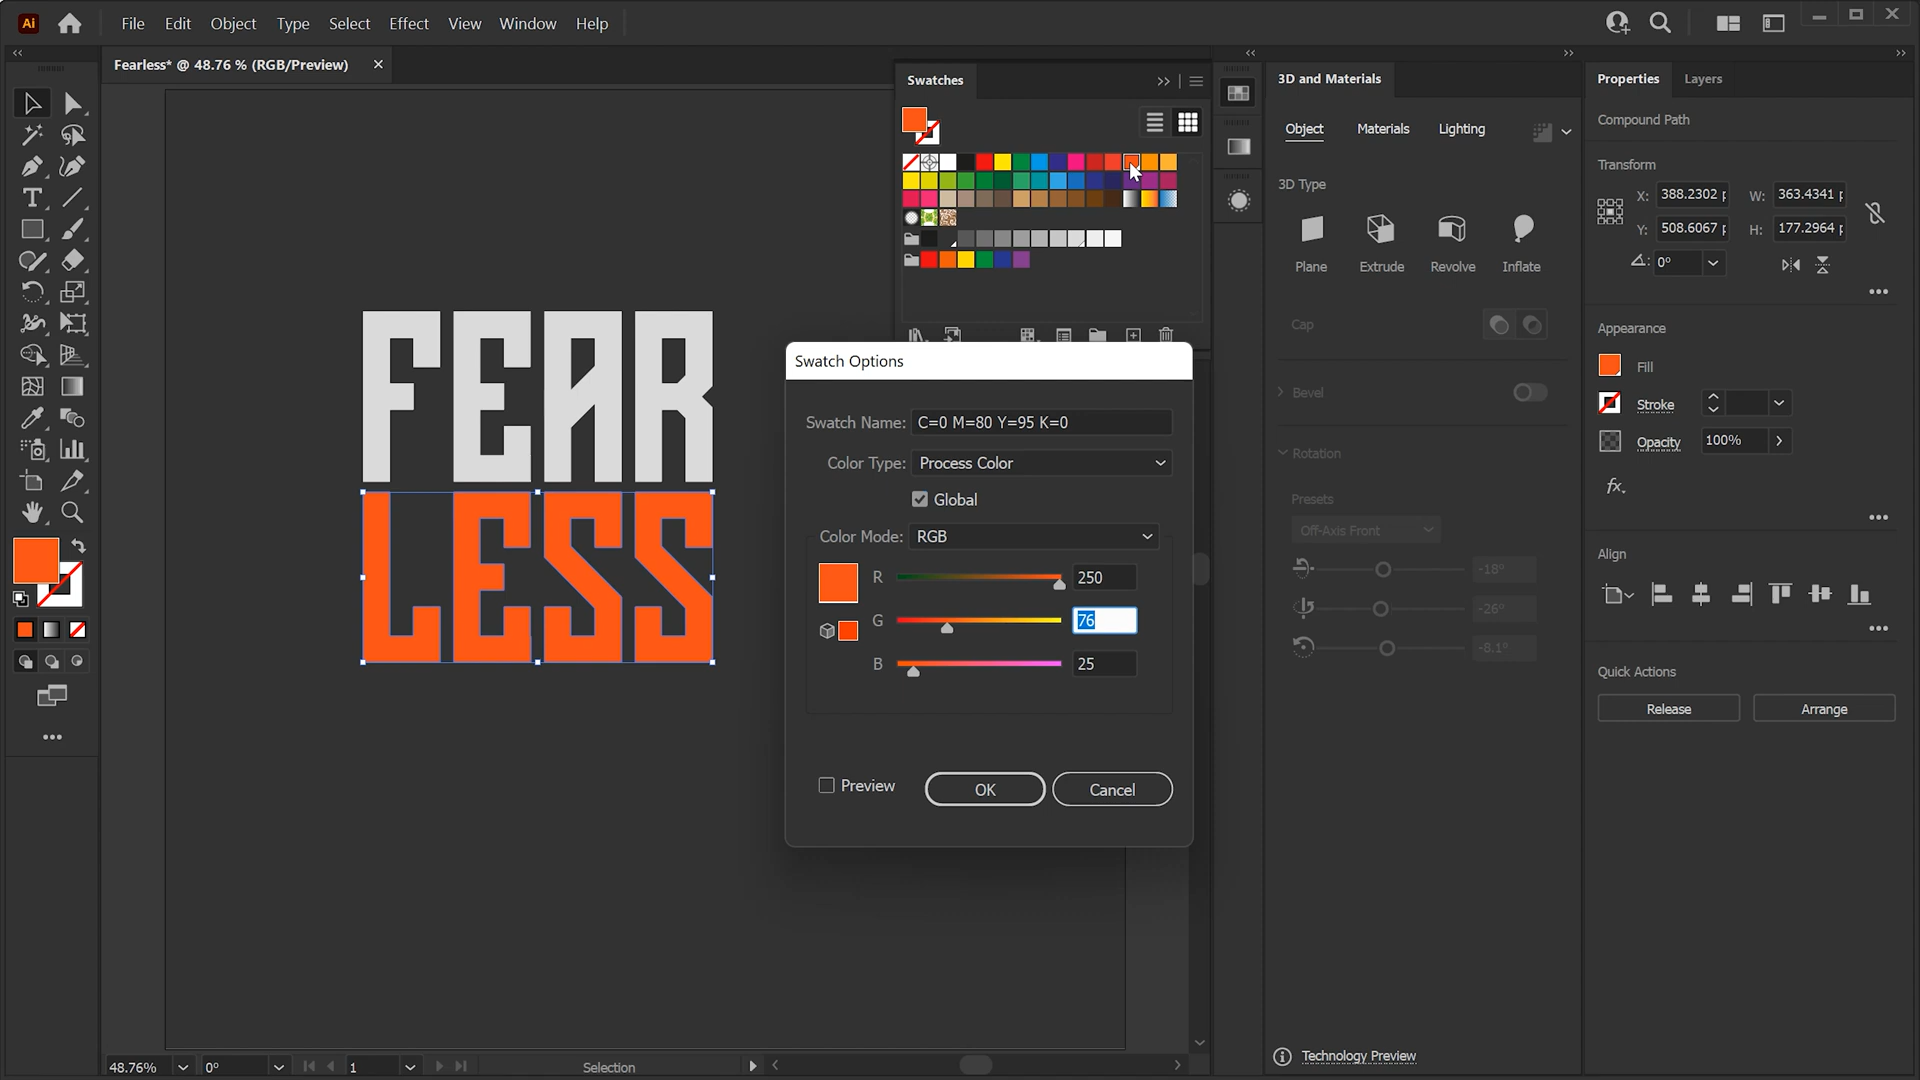 Ai
File Edit Object Type Select Effect View Window Help
Fearless* @ 48.76 % (RGB/Preview)
Swatches
3D and Materials
Properties
Layers
Object
Materials
Lighting
3D Type
Plane
Extrude
Revolve
Inflate
Cap
Bevel
Rotation
Presets
Off-Axis Front
-18°
-26°
-8.1°
Technology Preview
Compound Path
Transform
X: 388.2302 W: 363.4341
Y: 508.6067 H: 177.2964
0°
Appearance
Fill
Stroke
Opacity 100%
fx.
Align
Quick Actions
Release
Arrange
FEAR
LESS
Swatch Options
Swatch Name: C=0 M=80 Y=95 K=0
Color Type: Process Color
Global
Color Mode: RGB
R 250
G 76
B 25
Preview
OK
Cancel
48.76%
0°
1
Selection